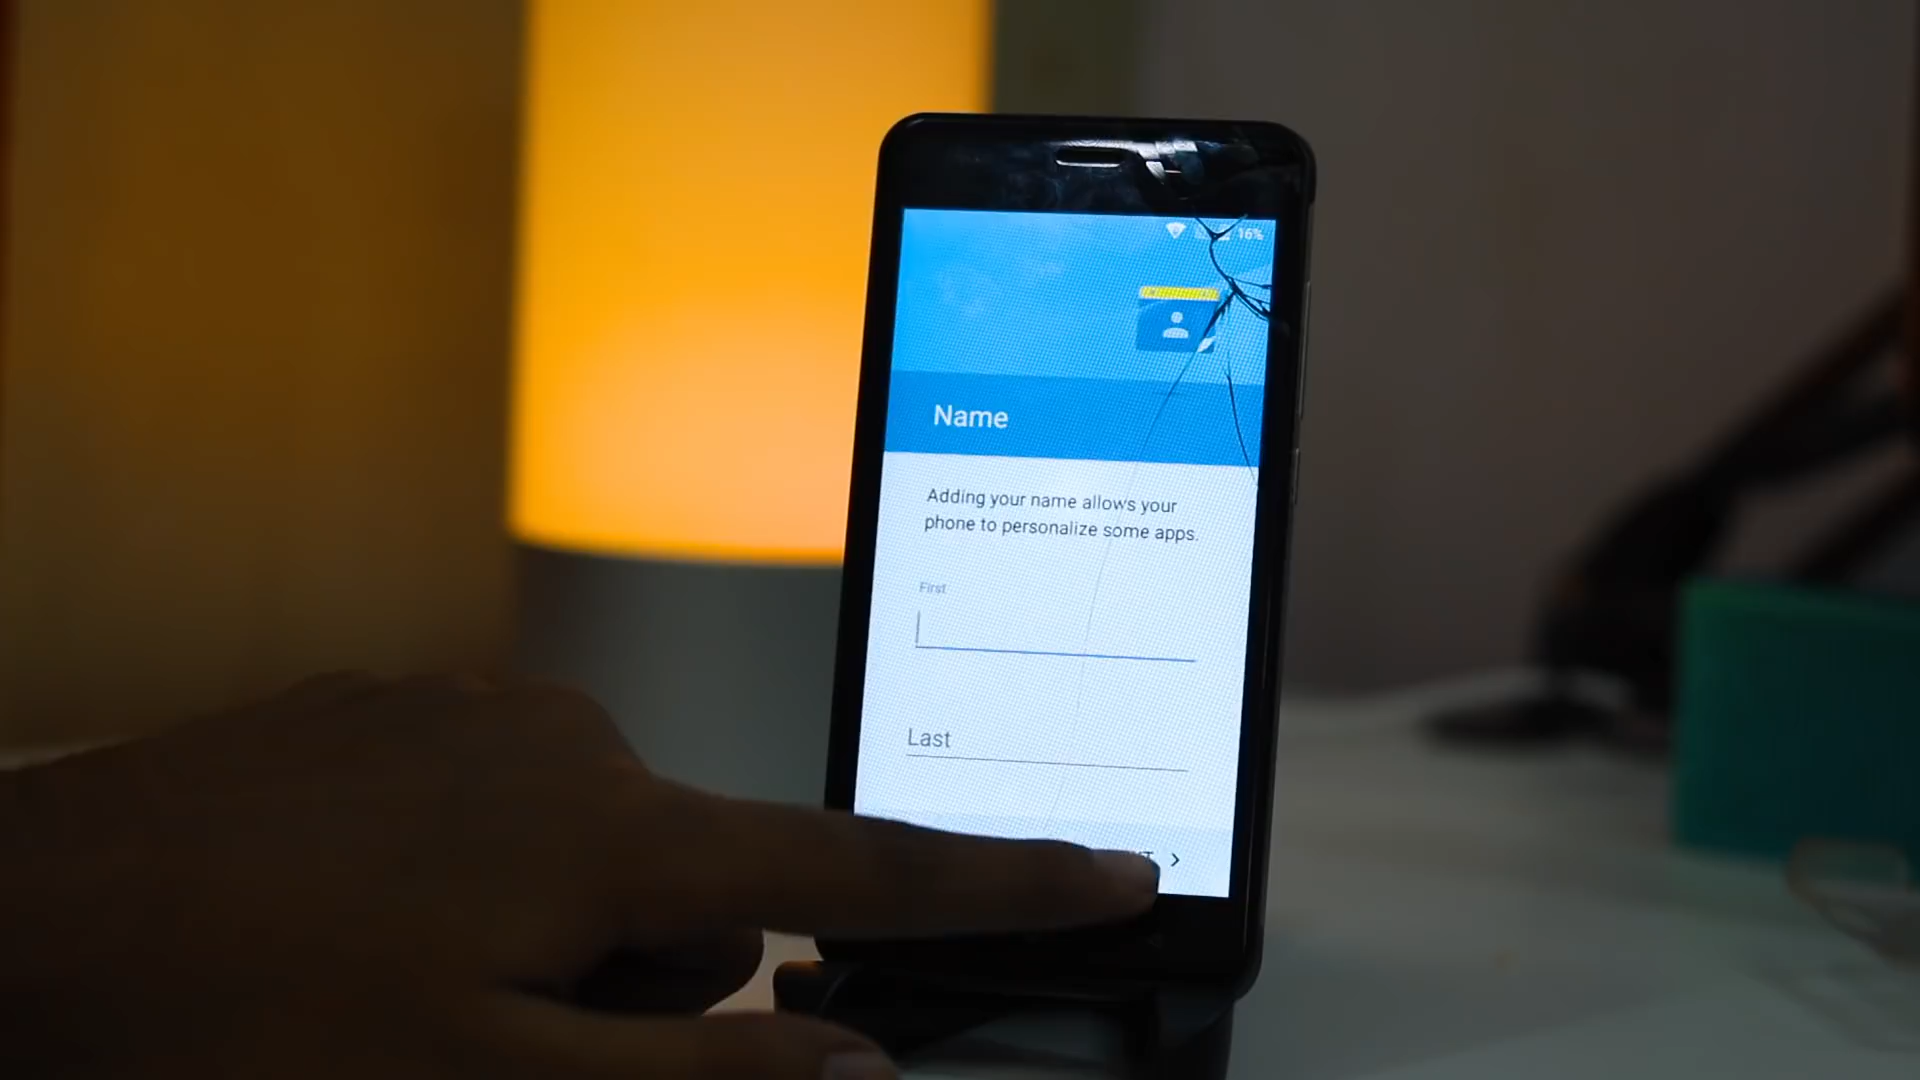 16%
Name
Adding your name allows your
phone to personalize some apps.
First
Last